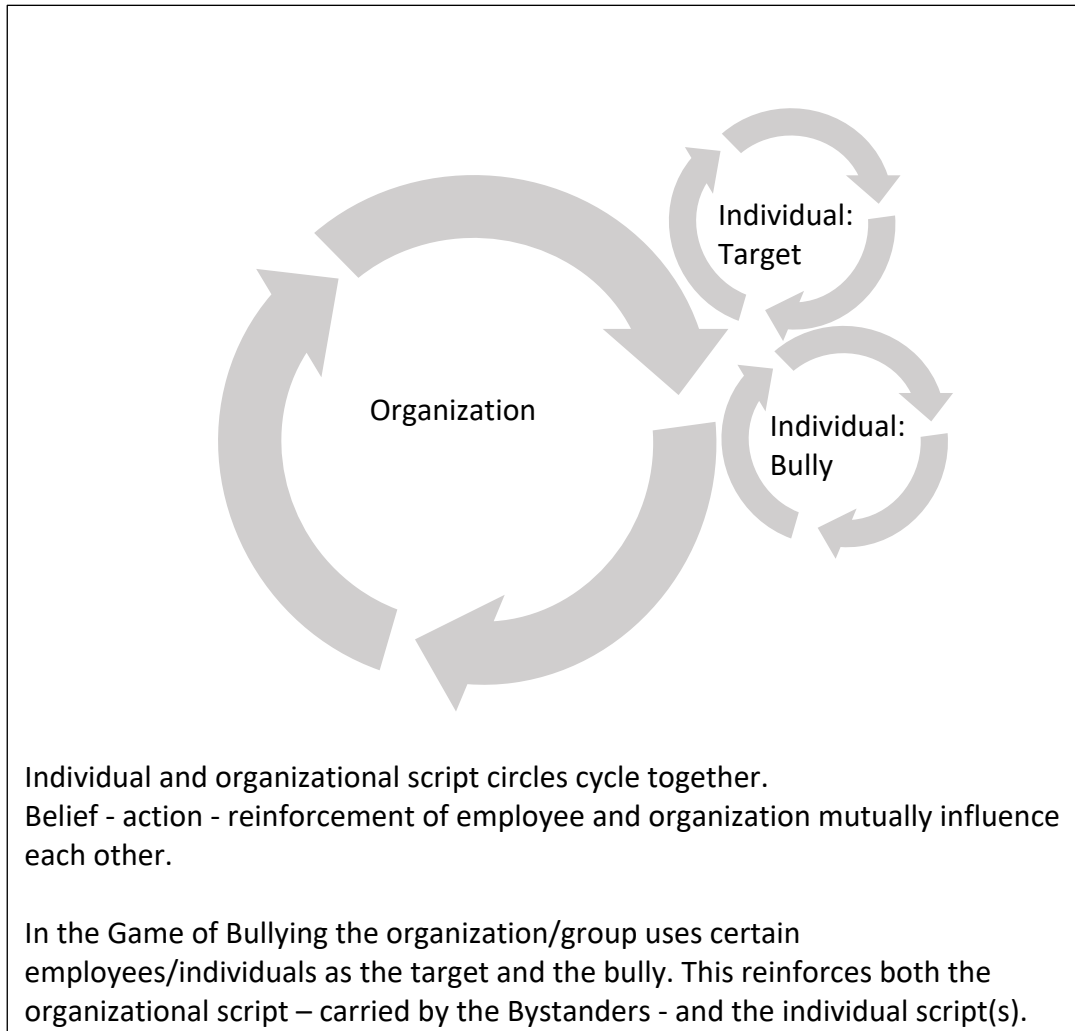 Individual:
Target
Organization
Individual:
Bully
Individual and organizational script circles cycle together.
Belief - action - reinforcement of employee and organization mutually influence
each other.
In the Game of Bullying the organization/group uses certain
employees/individuals as the target and the bully. This reinforces both the
organizational script – carried by the Bystanders - and the individual script(s).